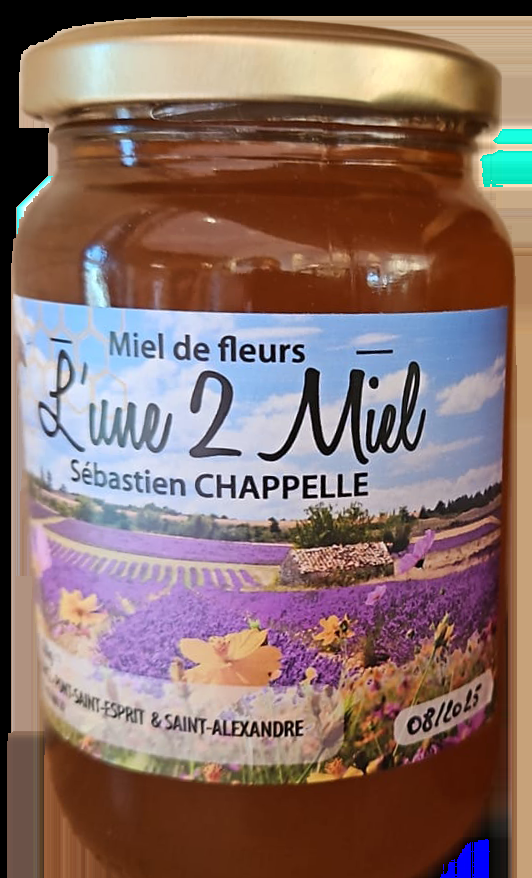 Miel de fleurs
L'une 2 Miel
Sébastien CHAPPELLE
PONT-SAINT-ESPRIT & SAINT-ALEXANDRE
08/2025